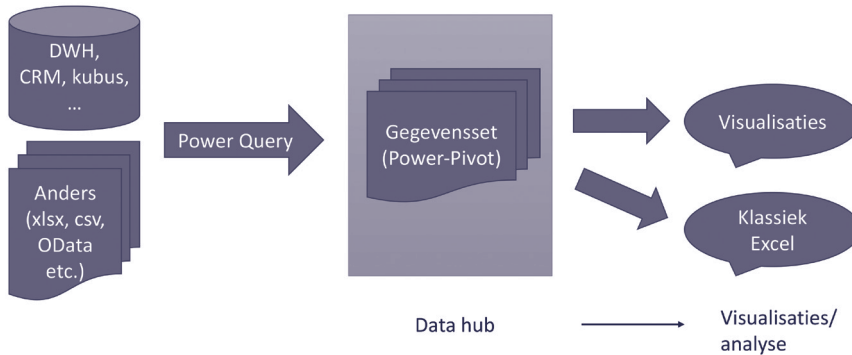 DWH,
CRM, kubus,
...
Anders
(xlsx, csv,
OData
etc.)
Power Query
Gegevensset
(Power-Pivot)
Visualisaties
Klassiek
Excel
Data hub
Visualisaties/
analyse